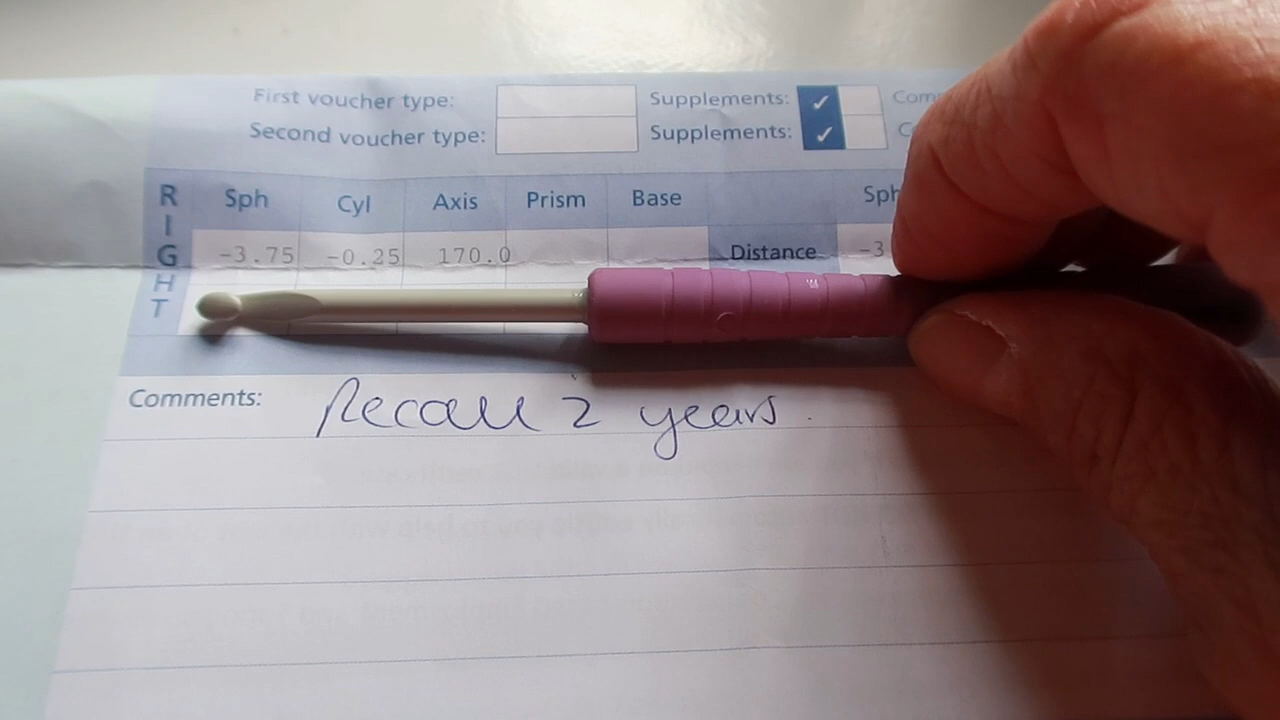 First voucher type: Supplements: ✓
Second voucher type: Supplements: ✓
RIGHT Sph Cyl Axis Prism Base Sph
-3.75 -0.25 170.0 Distance -3
Comments: Recall 2 years.